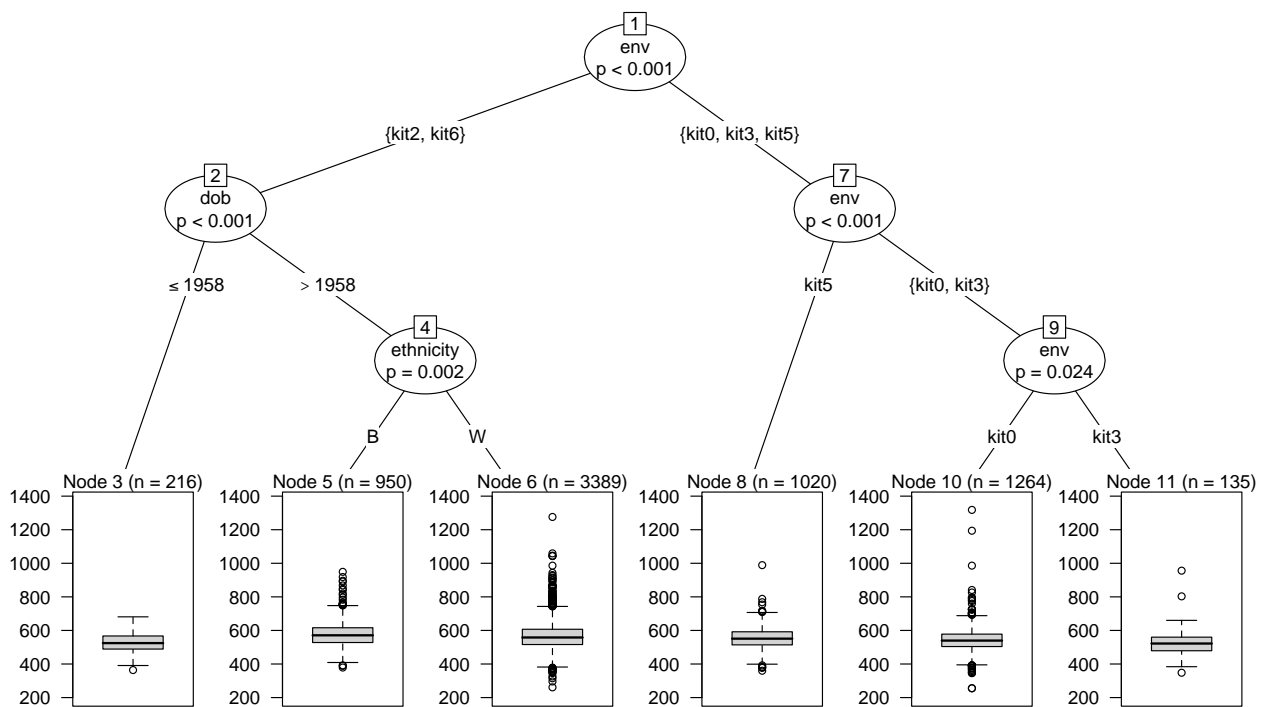 1
env
p < 0.001
{kit2, kit6}
{kit0, kit3, kit5}
2
dob
p < 0.001
7
env
p < 0.001
≤ 1958
> 1958
kit5
{kit0, kit3}
4
ethnicity
p = 0.002
9
env
p = 0.024
B
W
kit0
kit3
Node 3 (n = 216)
200
400
600
800
1000
1200
1400
Node 5 (n = 950)
200
400
600
800
1000
1200
1400
Node 6 (n = 3389)
200
400
600
800
1000
1200
1400
Node 8 (n = 1020)
200
400
600
800
1000
1200
1400
Node 10 (n = 1264)
200
400
600
800
1000
1200
1400
Node 11 (n = 135)
200
400
600
800
1000
1200
1400